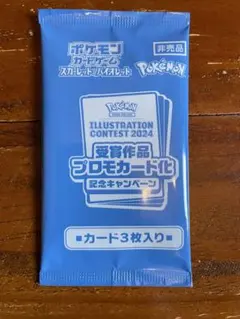 ポケモン
カードゲーム
スカーレット&バイオレット
非売品
Pokémon
Pokémon
ILLUSTRATION
CONTEST 2024
受賞作品
プロモカード化
記念キャンペーン
■カード3枚入り■